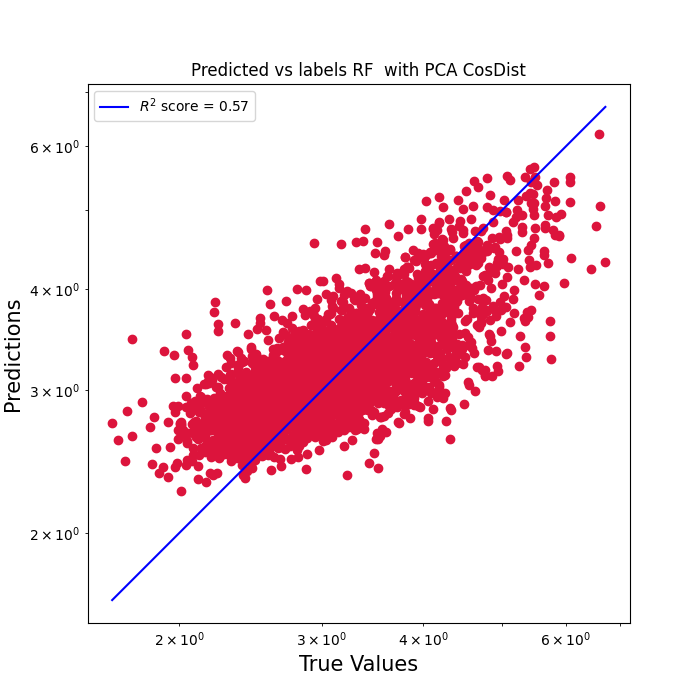 Predicted vs labels RF  with PCA CosDist
R² score = 0.57
6 × 10⁰
4 × 10⁰
3 × 10⁰
2 × 10⁰
Predictions
2 × 10⁰ 3 × 10⁰ 4 × 10⁰ 6 × 10⁰
True Values